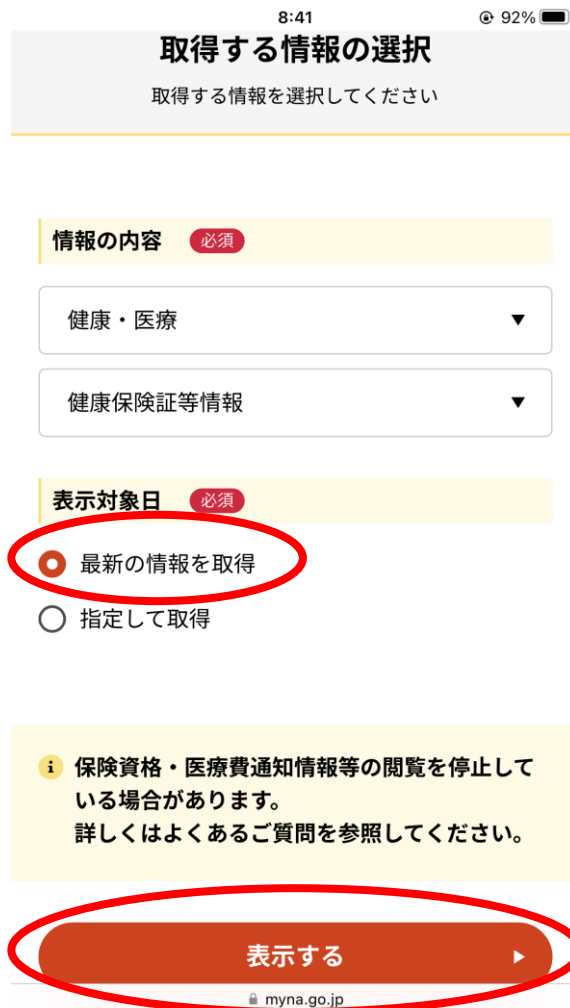 8:41
92%
取得する情報の選択
取得する情報を選択してください
情報の内容 必須
健康・医療
健康保険証等情報
表示対象日 必須
最新の情報を取得
指定して取得
保険資格・医療費通知情報等の閲覧を停止して
いる場合があります。
詳しくはよくあるご質問を参照してください。
表示する
myna.go.jp